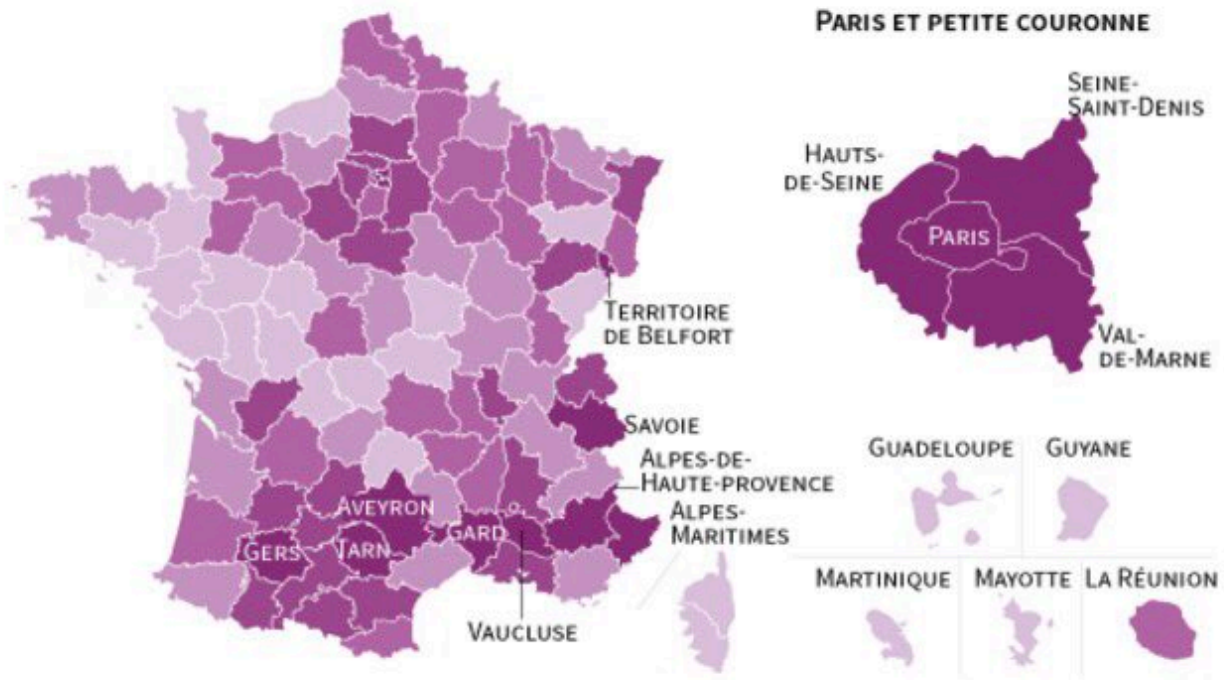 PARIS ET PETITE COURONNE
SEINE-
SAINT-DENIS
HAUTS-
DE-SEINE
PARIS
VAL-
DE-MARNE
TERRITOIRE
DE BELFORT
SAVOIE
ALPES-DE-
HAUTE-PROVENCE
ALPES-
MARITIMES
AVEYRON
GARD
GERS
TARN
VAUCLUSE
GUADELOUPE
GUYANE
MARTINIQUE
MAYOTTE
LA RÉUNION